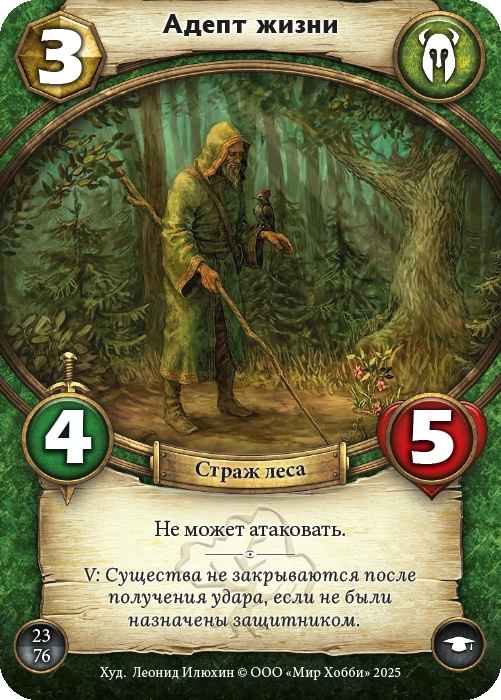 Адепт жизни
3
4
5
Страж леса
Не может атаковать.
V: Существа не закрываются после
получения удара, если не были
назначены защитником.
23
76
Худ. Леонид Илюхин © ООО «Мир Хобби» 2025